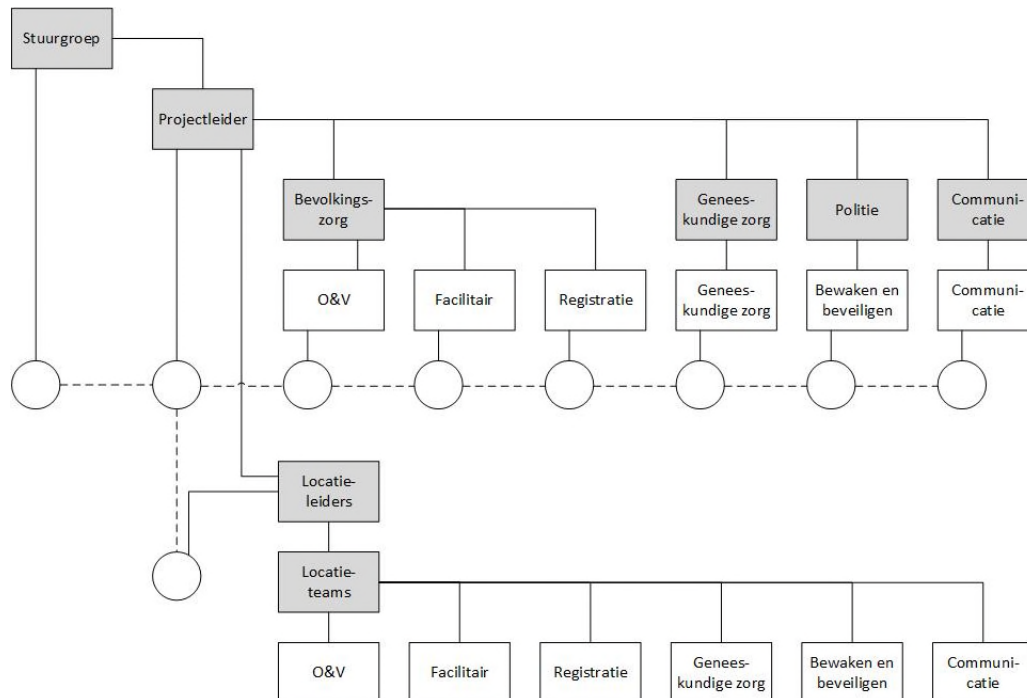 Stuurgroep
Projectleider
Bevolkings-
zorg
Genees-
kundige zorg
Politie
Communi-
catie
O&V
Facilitair
Registratie
Genees-
kundige zorg
Bewaken en
beveiligen
Communi-
catie
Locatie-
leiders
Locatie-
teams
O&V
Facilitair
Registratie
Genees-
kundige zorg
Bewaken en
beveiligen
Communi-
catie